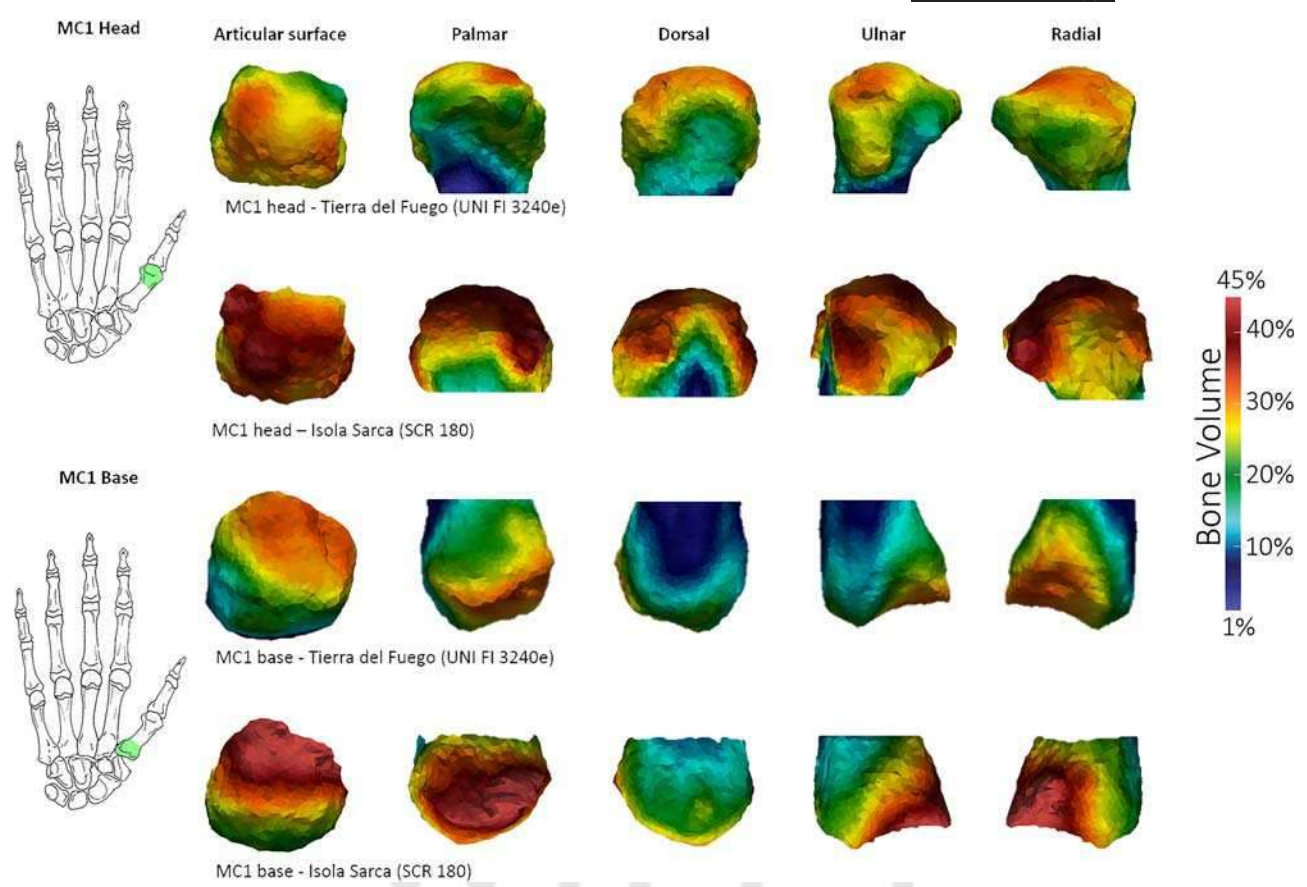 MC1 Head
Articular surface
Palmar
Dorsal
Ulnar
Radial
MC1 head - Tierra del Fuego (UNI FI 3240e)
MC1 head – Isola Sarca (SCR 180)
45%
40%
30%
20%
10%
1%
Bone Volume
MC1 Base
MC1 base - Tierra del Fuego (UNI FI 3240e)
MC1 base - Isola Sarca (SCR 180)